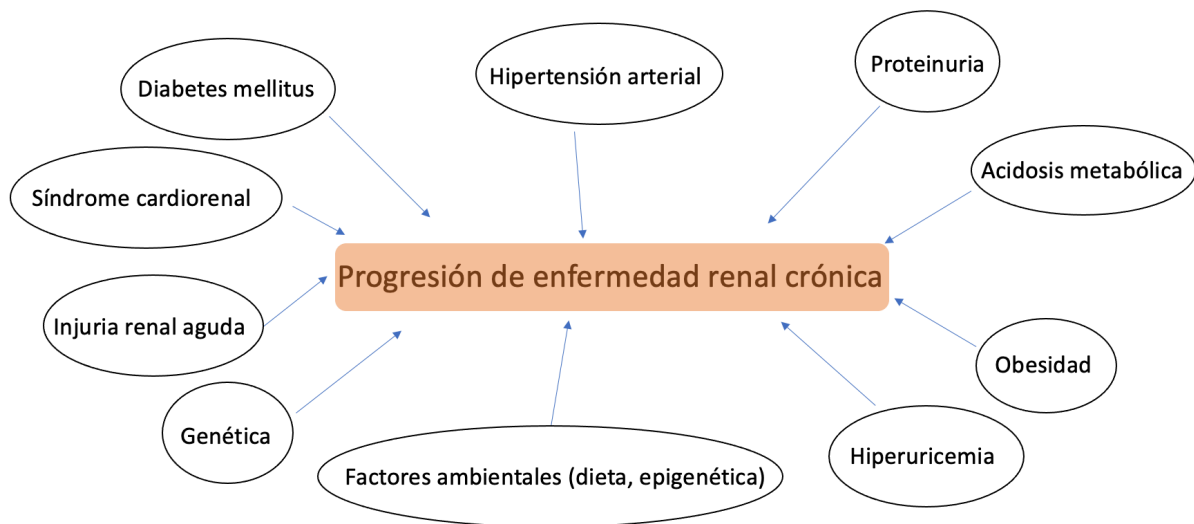 Diabetes mellitus
Hipertensión arterial
Proteinuria
Síndrome cardiorenal
Acidosis metabólica
Progresión de enfermedad renal crónica
Injuria renal aguda
Obesidad
Genética
Factores ambientales (dieta, epigenética)
Hiperuricemia